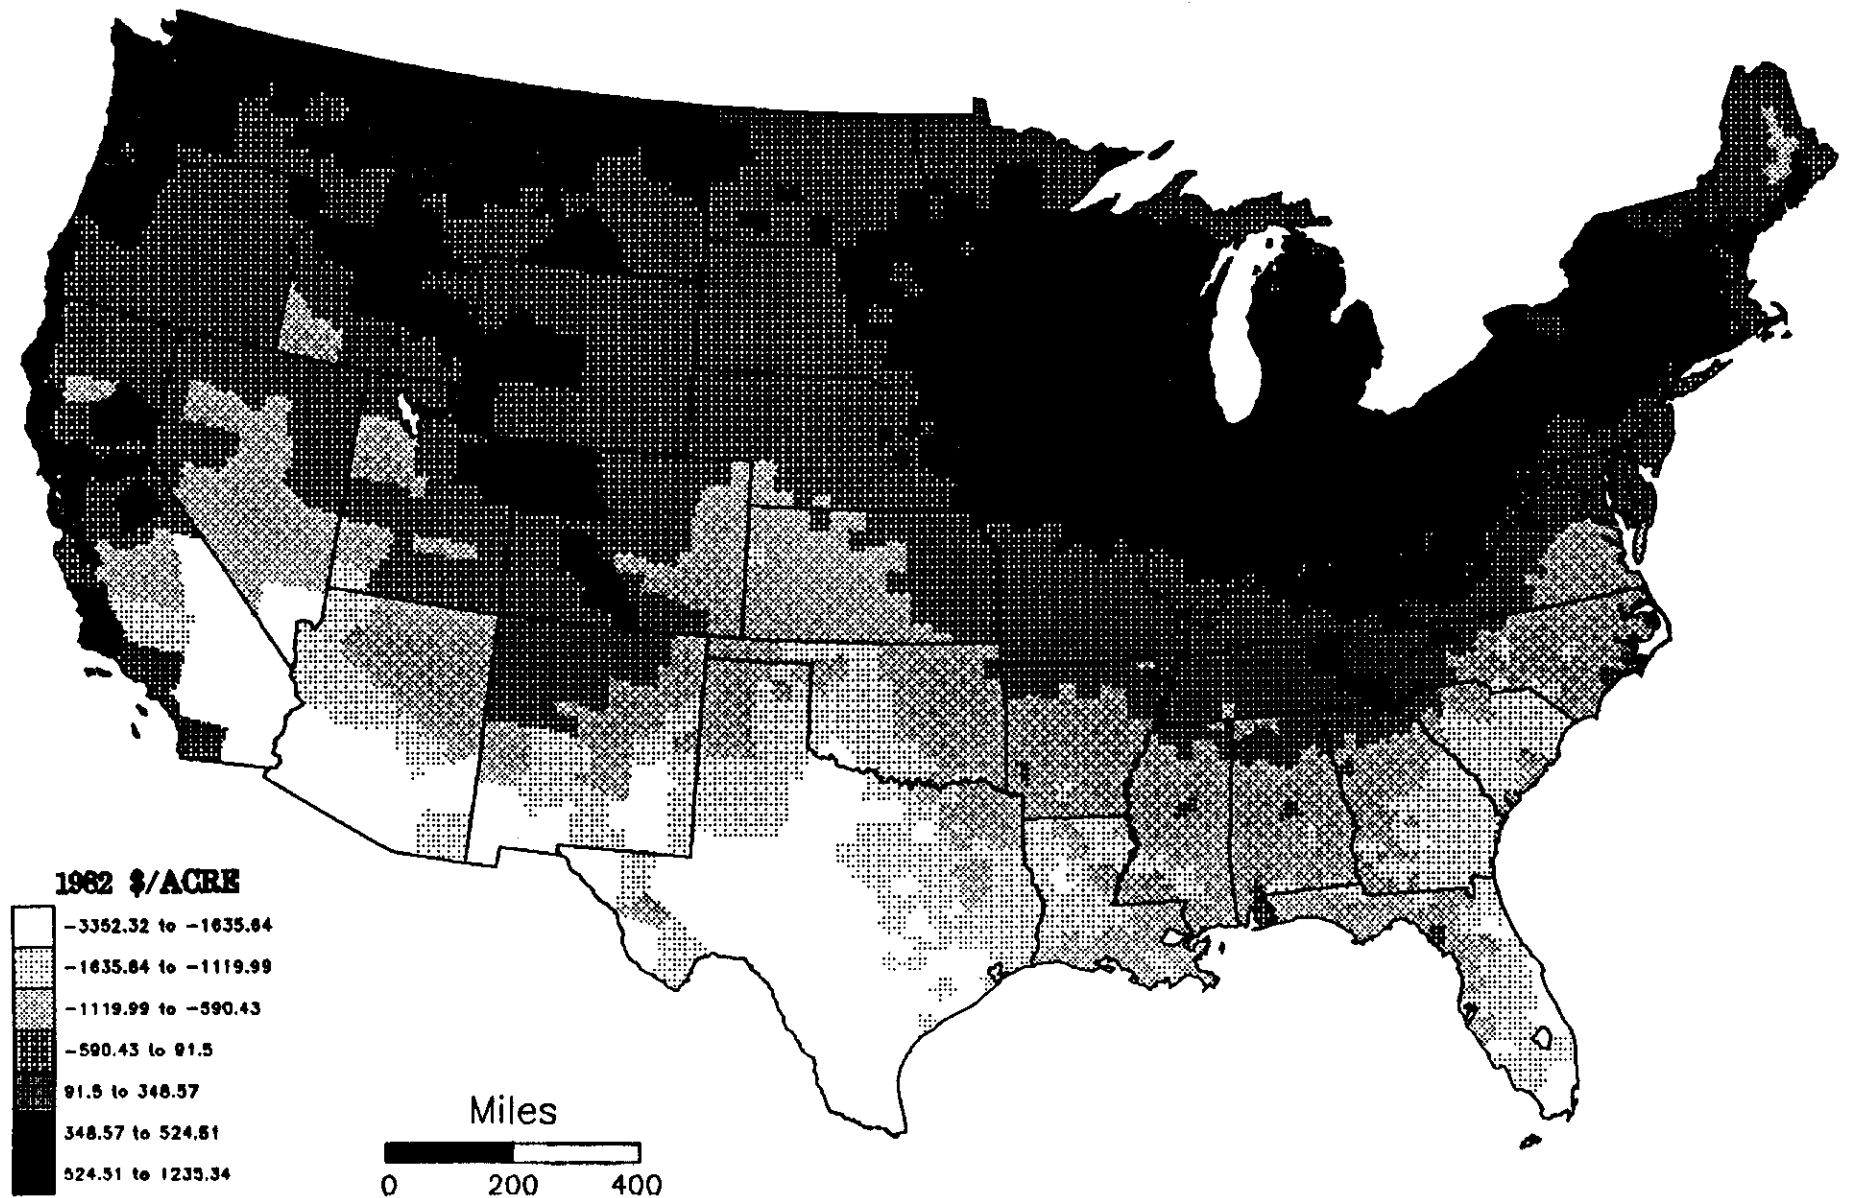 1982 $/ACRE
-3352.32 to -1635.64
-1635.64 to -1119.99
-1119.99 to -590.43
-590.43 to 91.5
91.5 to 348.57
348.57 to 524.51
524.51 to 1235.34
Miles
0 200 400